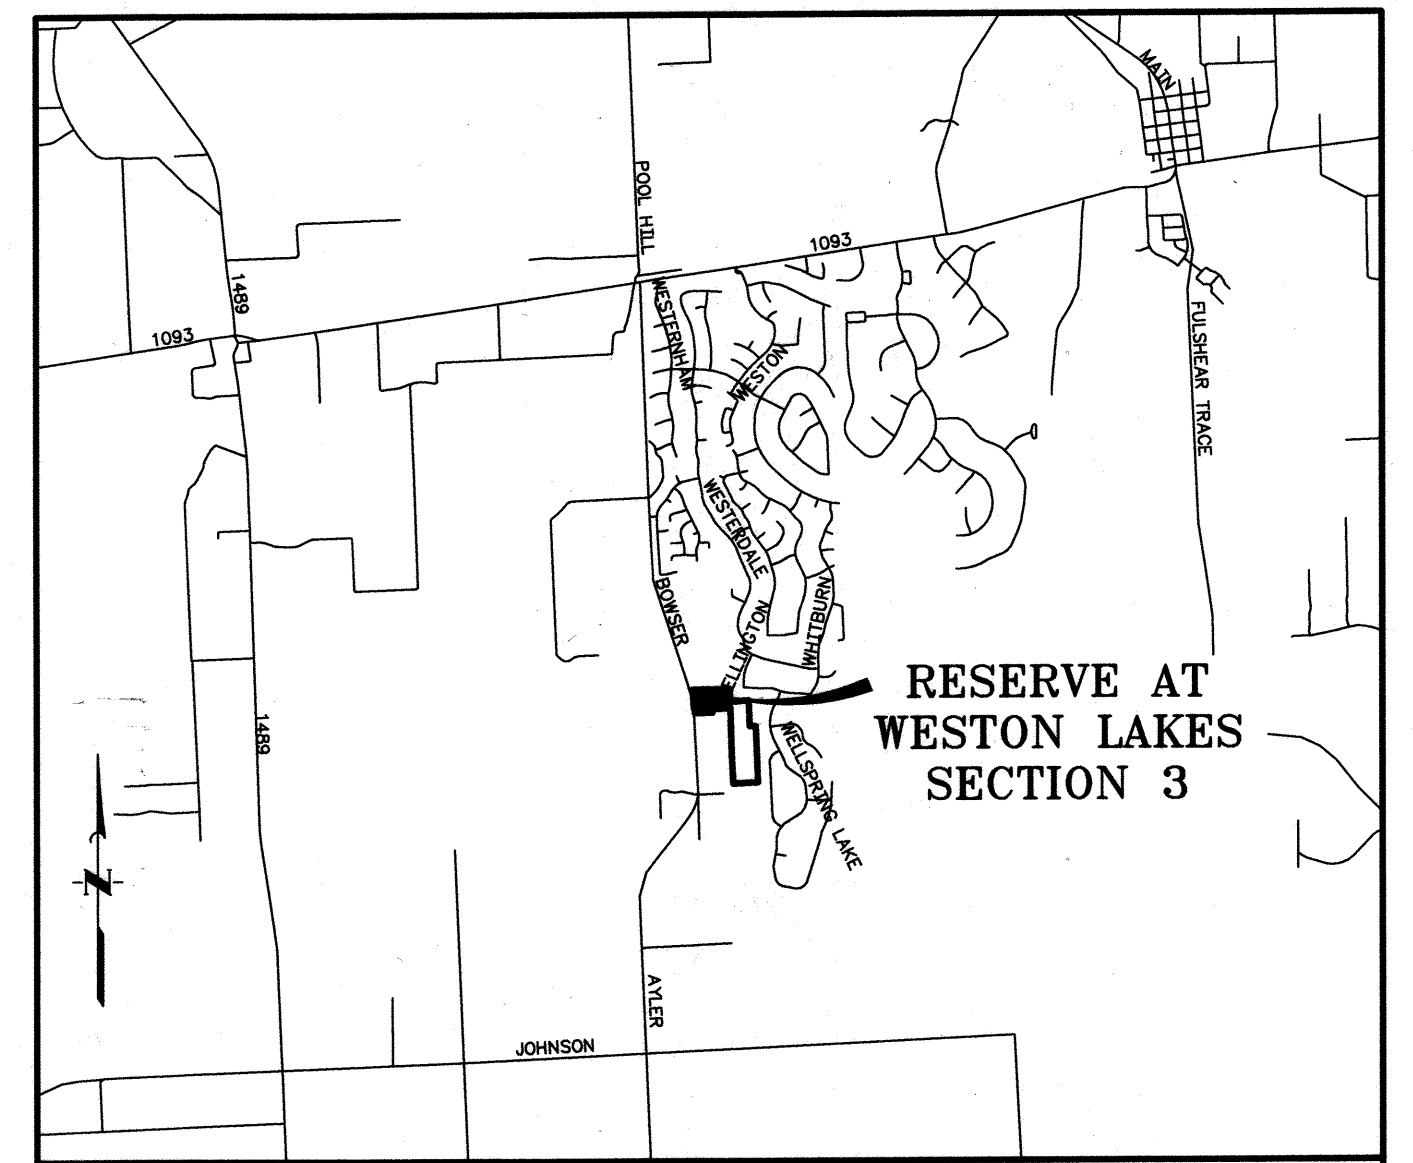 MAIN
POOL HILL
1093
1489
1093
WESTERNHAM
WESTON
FULSHEAR TRACE
WESTERDALE
BOWSER
ELLINGTON
WHITBURN
RESERVE AT
WESTON LAKES
SECTION 3
1489
WELLSPRING LAKE
N
AYLER
JOHNSON